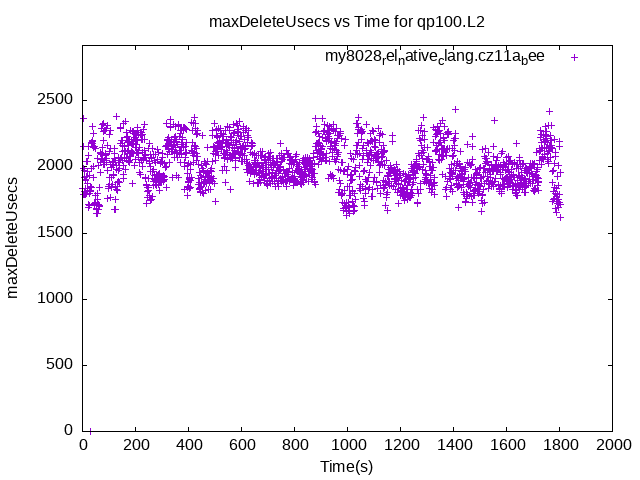 maxDeleteUsecs vs Time for qp100.L2
my8028relnative_clang.cz11abee
2500
2000
1500
1000
500
0
0 200 400 600 800 1000 1200 1400 1600 1800 2000
maxDeleteUsecs
Time(s)